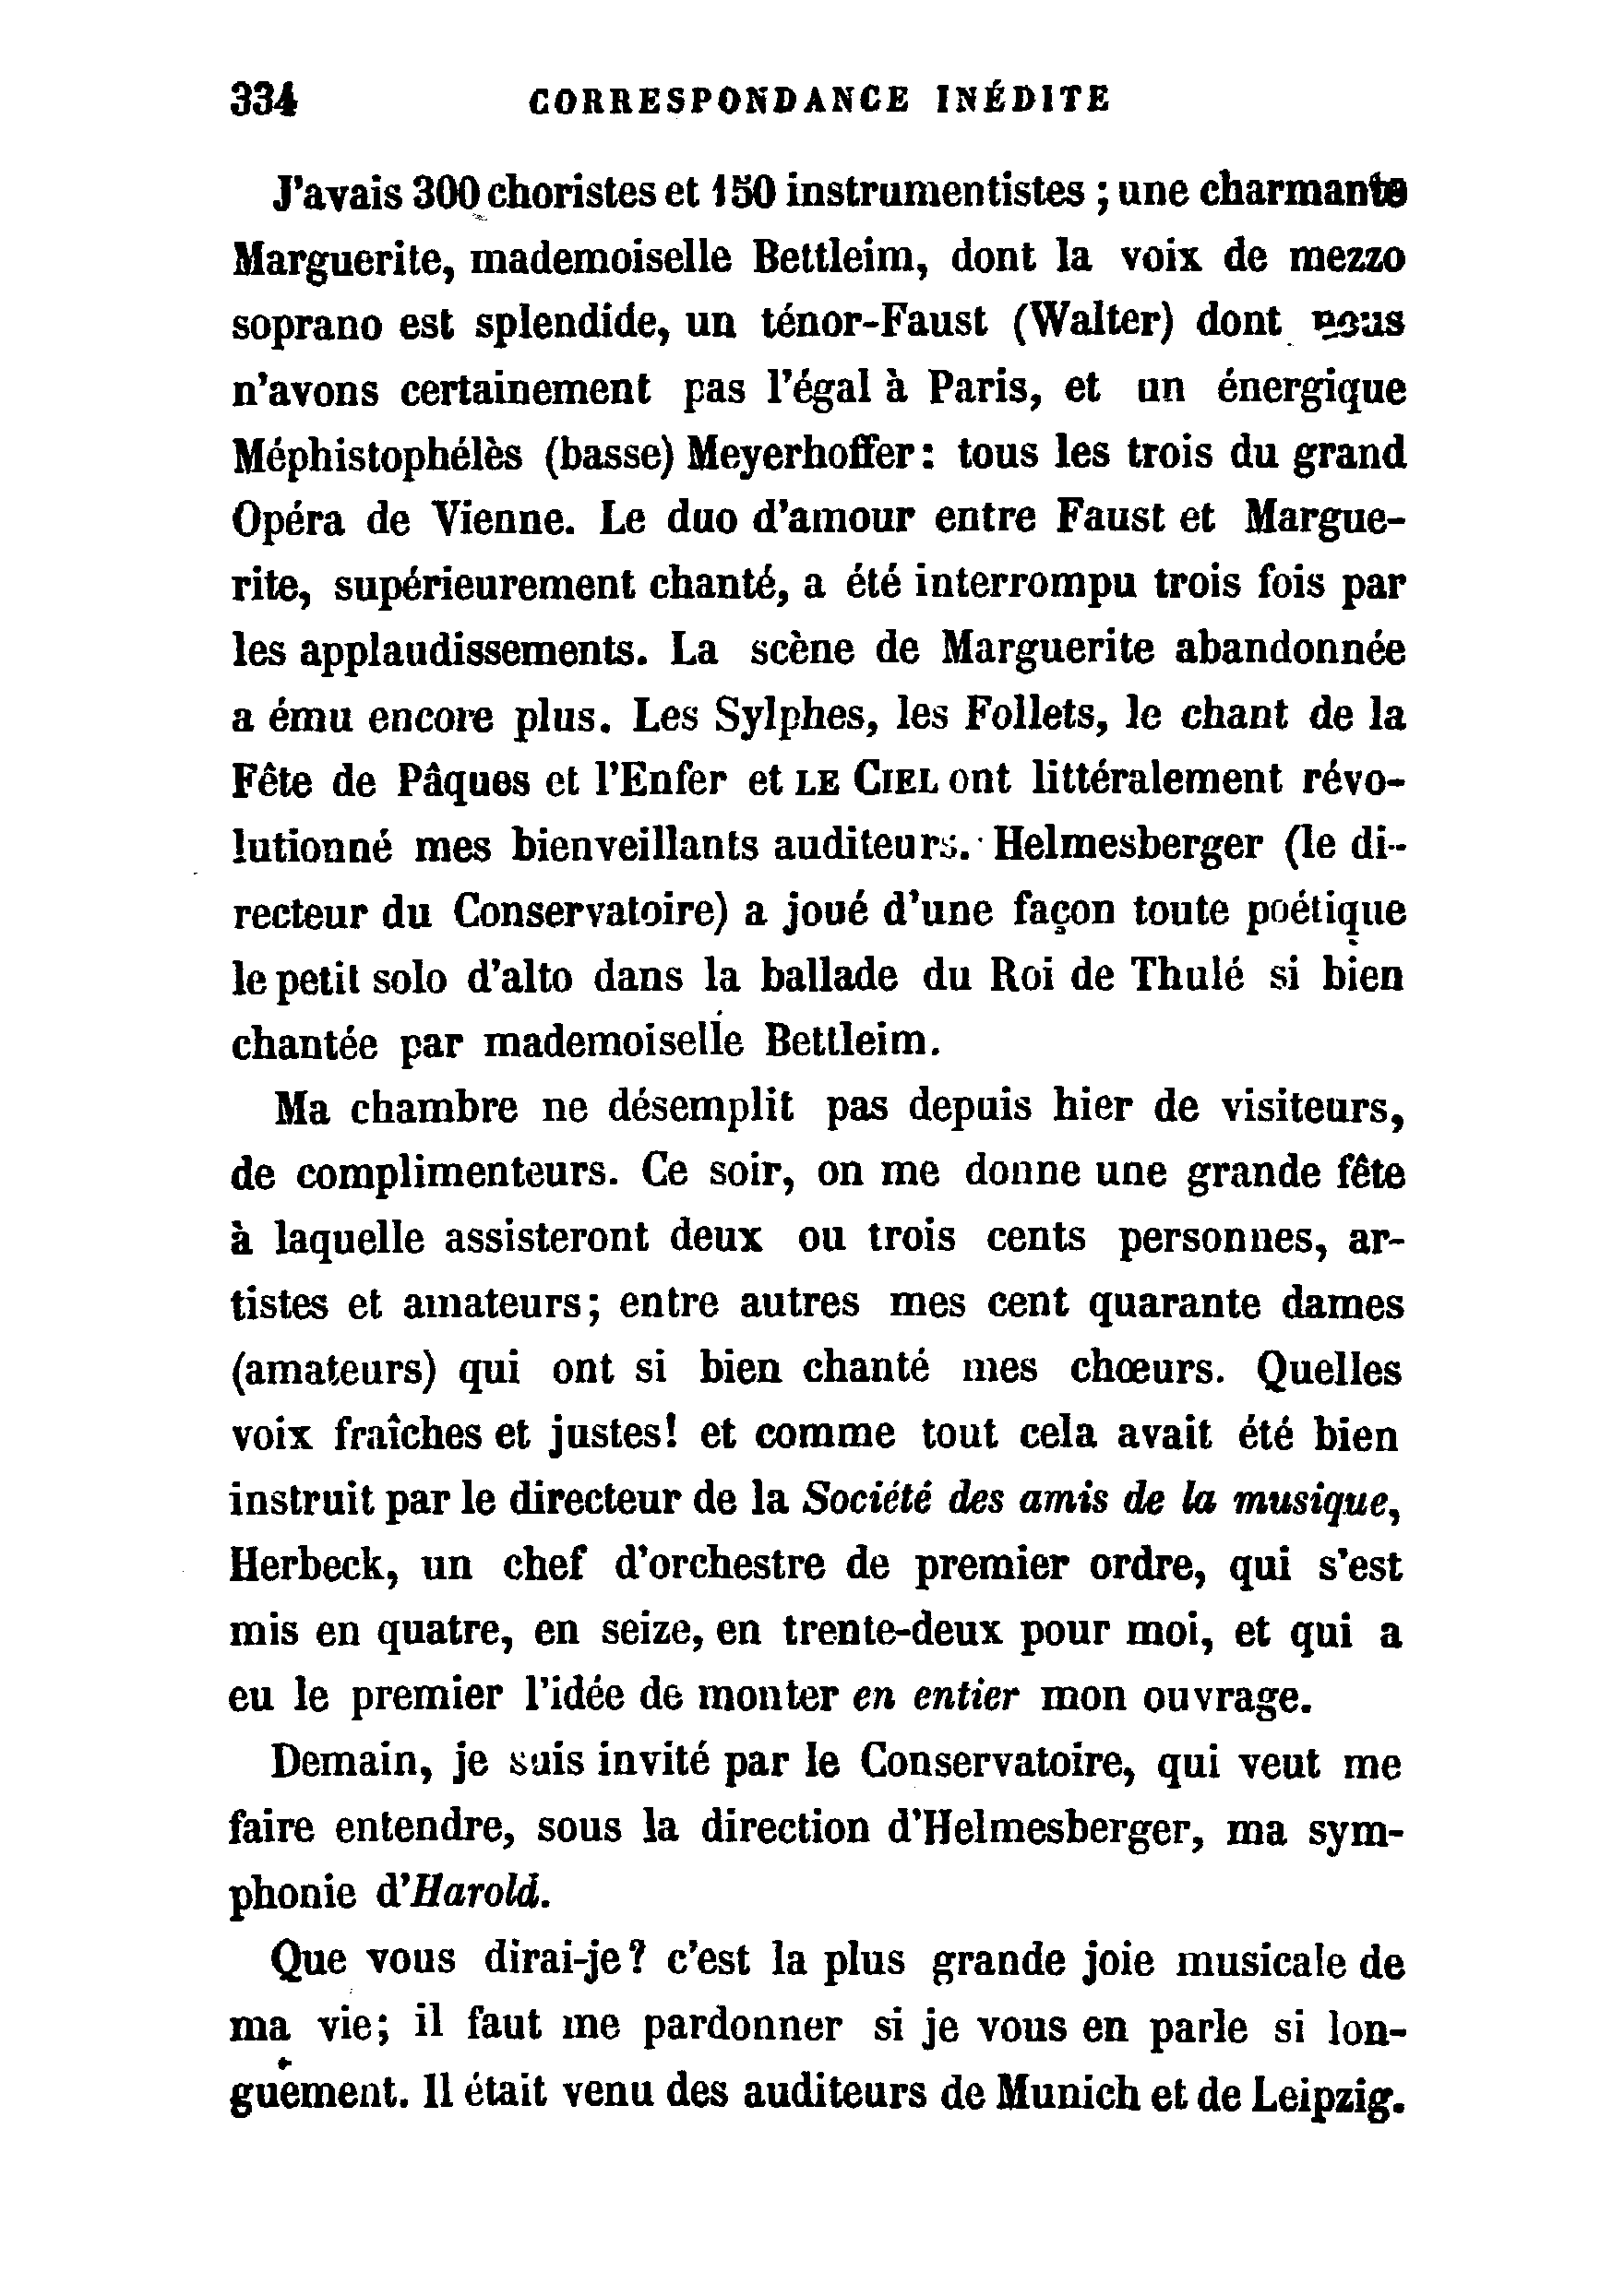 334 CORRESPONDANCE INÉDITE
J'avais 300 choristes et 150 instrumentistes ; une charmante
Marguerite, mademoiselle Bettleim, dont la voix de mezzo
soprano est splendide, un ténor-Faust (Walter) dont nous
n'avons certainement pas l'égal à Paris, et un énergique
Méphistophélès (basse) Meyerhoffer : tous les trois du grand
Opéra de Vienne. Le duo d'amour entre Faust et Margue-
rite, supérieurement chanté, a été interrompu trois fois par
les applaudissements. La scène de Marguerite abandonnée
a ému encore plus. Les Sylphes, les Follets, le chant de la
Fête de Pâques et l'Enfer et LE CIEL ont littéralement révo-
lutionné mes bienveillants auditeurs. Helmesberger (le di-
recteur du Conservatoire) a joué d'une façon toute poétique
le petit solo d'alto dans la ballade du Roi de Thulé si bien
chantée par mademoiselle Bettleim.
Ma chambre ne désemplit pas depuis hier de visiteurs,
de complimenteurs. Ce soir, on me donne une grande fête
à laquelle assisteront deux ou trois cents personnes, ar-
tistes et amateurs; entre autres mes cent quarante dames
(amateurs) qui ont si bien chanté mes chœurs. Quelles
voix fraîches et justes! et comme tout cela avait été bien
instruit par le directeur de la Société des amis de la musique,
Herbeck, un chef d'orchestre de premier ordre, qui s'est
mis en quatre, en seize, en trente-deux pour moi, et qui a
eu le premier l'idée de monter en entier mon ouvrage.
Demain, je suis invité par le Conservatoire, qui veut me
faire entendre, sous la direction d'Helmesberger, ma sym-
phonie d'Harold.
Que vous dirai-je? c'est la plus grande joie musicale de
ma vie; il faut me pardonner si je vous en parle si lon-
guement. Il était venu des auditeurs de Munich et de Leipzig.